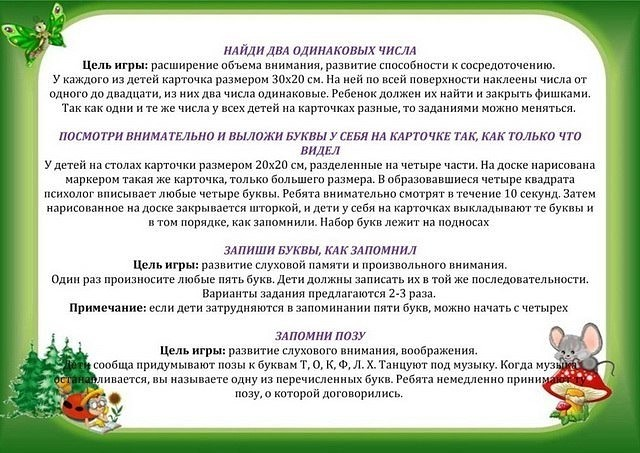 НАЙДИ ДВА ОДИНАКОВЫХ ЧИСЛА
Цель игры: расширение объема внимания, развитие способности к сосредоточению.
У каждого из детей карточка размером 30х20 см. На ней по всей поверхности наклеены числа от
одного до двадцати, из них два числа одинаковые. Ребенок должен их найти и закрыть фишками.
Так как одни и те же числа у всех детей на карточках разные, то заданиями можно меняться.
ПОСМОТРИ ВНИМАТЕЛЬНО И ВЫЛОЖИ БУКВЫ У СЕБЯ НА КАРТОЧКЕ ТАК, КАК ТОЛЬКО ЧТО
ВИДЕЛ
У детей на столах карточки размером 20х20 см, разделенные на четыре части. На доске нарисована
маркером такая же карточка, только большего размера. В образовавшиеся четыре квадрата
психолог вписывает любые четыре буквы. Ребята внимательно смотрят в течение 10 секунд. Затем
нарисованное на доске закрывается шторкой, и дети у себя на карточках выкладывают те буквы и
в том порядке, как запомнили. Набор букв лежит на подносах
ЗАПИШИ БУКВЫ, КАК ЗАПОМНИЛ
Цель игры: развитие слуховой памяти и произвольного внимания.
Один раз произносите любые пять букв. Дети должны записать их в той же последовательности.
Варианты задания предлагаются 2-3 раза.
Примечание: если дети затрудняются в запоминании пяти букв, можно начать с четырех
ЗАПОМНИ ПОЗУ
Цель игры: развитие слухового внимания, воображения.
Дети сообща придумывают позы к буквам Т, О, К, Ф, Л. Х. Танцуют под музыку. Когда музыка
останавливается, вы называете одну из перечисленных букв. Ребята немедленно принимают ту
позу, о которой договорились.